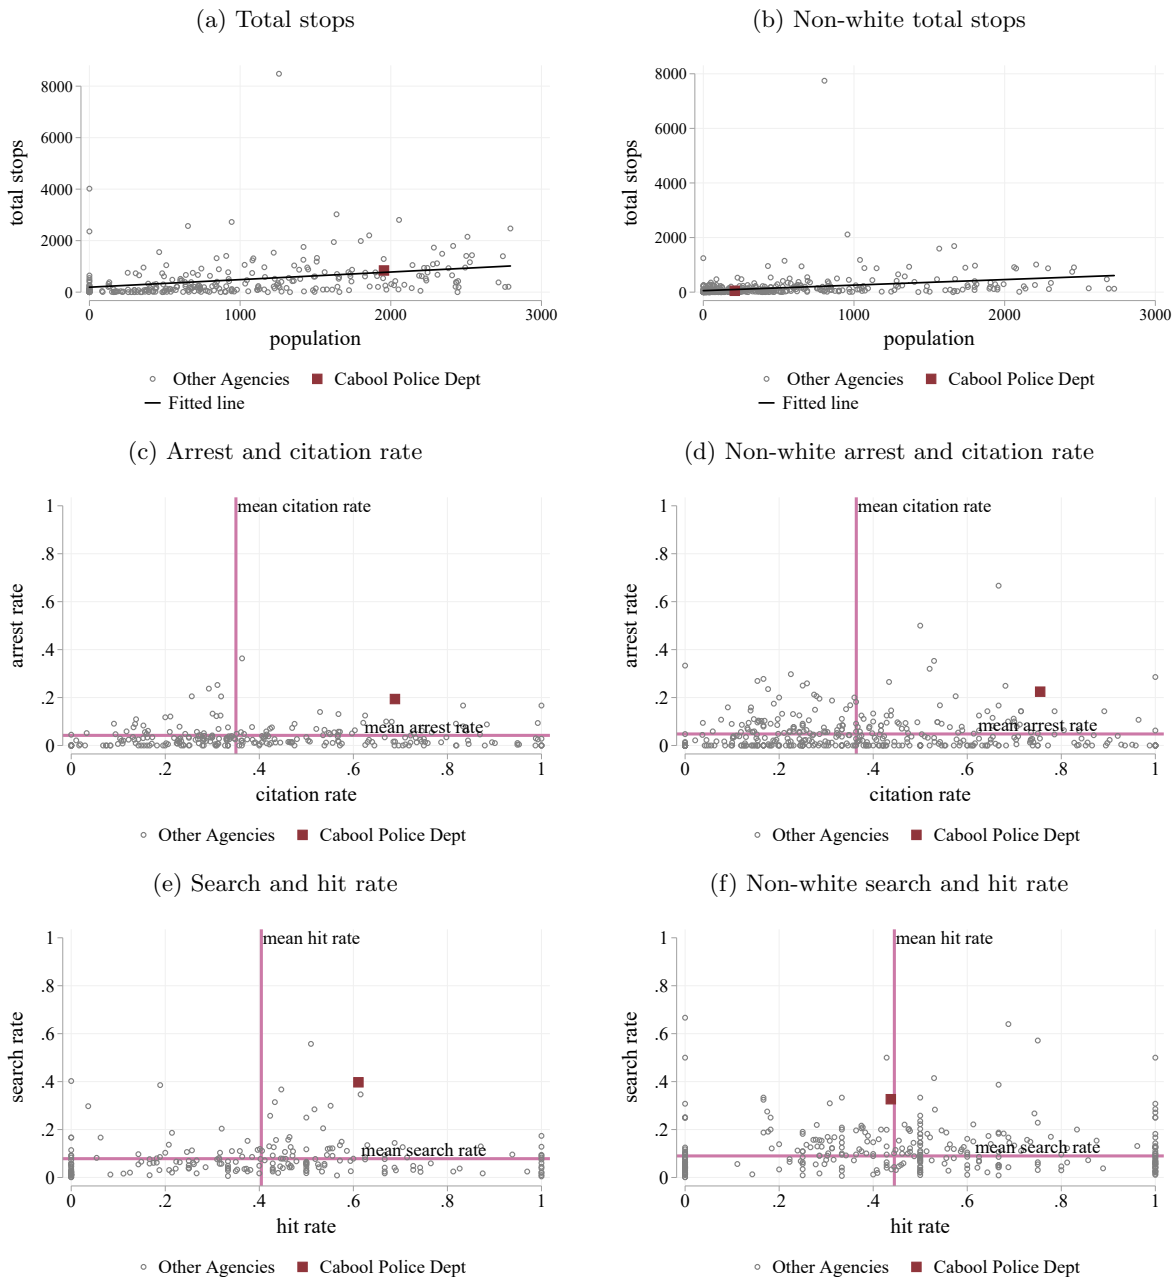 (a) Total stops
8000
6000
4000
2000
0
total stops
0 1000 2000 3000
population
Other Agencies Cabool Police Dept
Fitted line
(b) Non-white total stops
8000
6000
4000
2000
0
total stops
0 1000 2000 3000
population
Other Agencies Cabool Police Dept
Fitted line
(c) Arrest and citation rate
1
.8
.6
.4
.2
0
arrest rate
mean citation rate
mean arrest rate
0 .2 .4 .6 .8 1
citation rate
Other Agencies Cabool Police Dept
(d) Non-white arrest and citation rate
1
.8
.6
.4
.2
0
arrest rate
mean citation rate
mean arrest rate
0 .2 .4 .6 .8 1
citation rate
Other Agencies Cabool Police Dept
(e) Search and hit rate
1
.8
.6
.4
.2
0
search rate
mean hit rate
mean search rate
0 .2 .4 .6 .8 1
hit rate
Other Agencies Cabool Police Dept
(f) Non-white search and hit rate
1
.8
.6
.4
.2
0
search rate
mean hit rate
mean search rate
0 .2 .4 .6 .8 1
hit rate
Other Agencies Cabool Police Dept